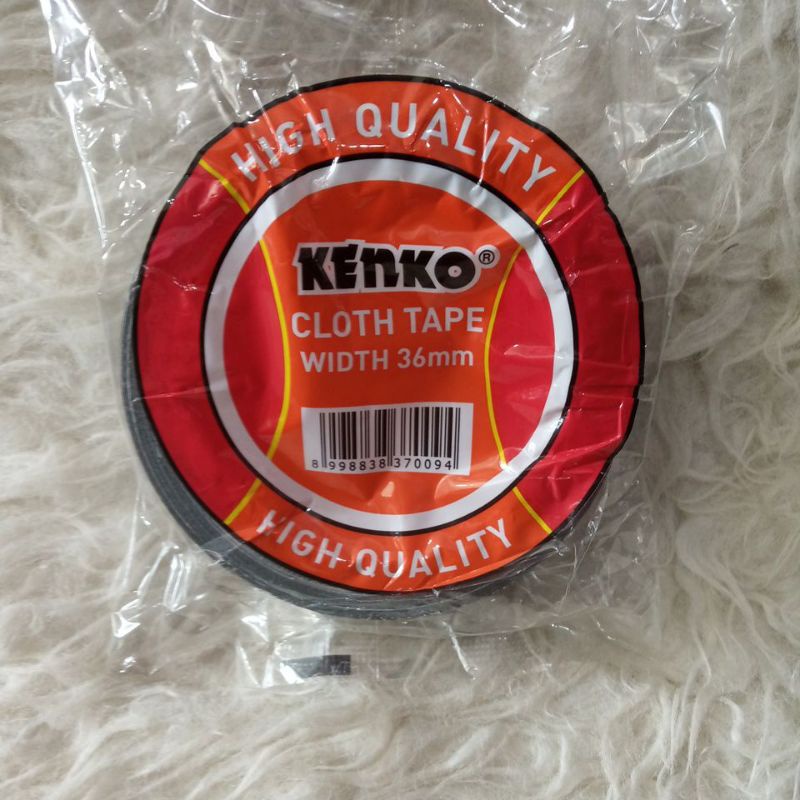 HIGH QUALITY
KENKO®
CLOTH TAPE
WIDTH 36mm
8 998838 370094
HIGH QUALITY